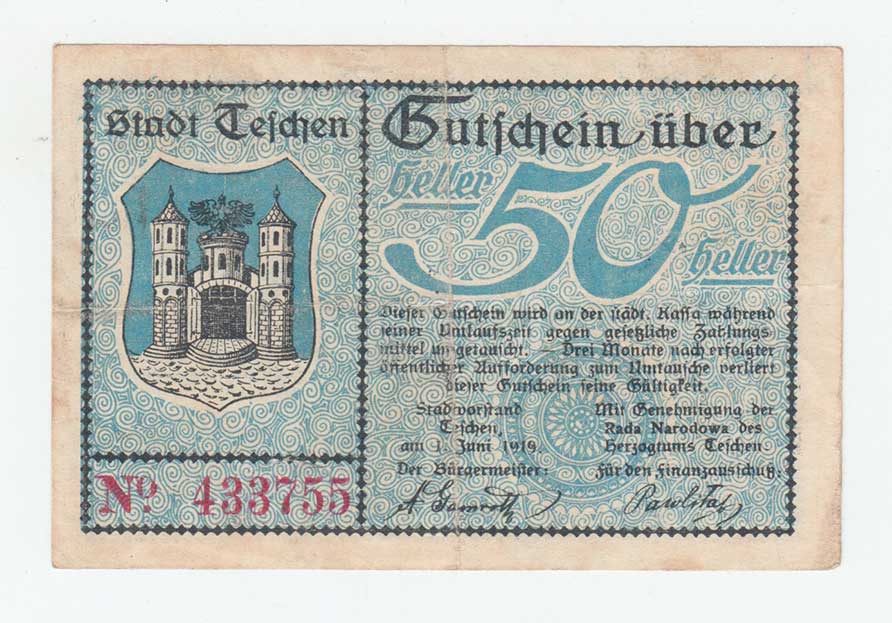 Stadt Teschen
Gutschein über
Heller 50 Heller
Dieser Gutschein wird an der städt. Kassa während
seiner Umlaufszeit gegen gesetzliche Zahlungs-
mittel umgetauscht. Drei Monate nach erfolgter
öffentlicher Aufforderung zum Umtausche verliert
dieser Gutschein seine Gültigkeit.
Stadtvorstand
Teschen,
am 1. Juni 1919.
Der Bürgermeister:
Mit Genehmigung der
Rada Narodowa des
Herzogtums Teschen
Für den Finanzausschuß:
No. 433755